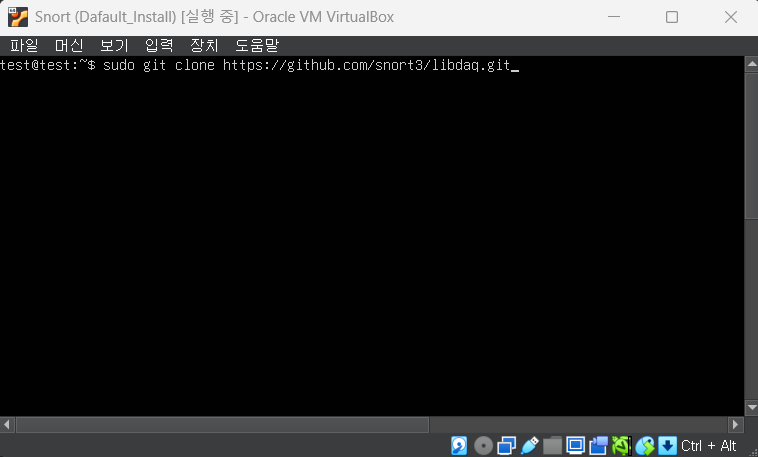 Snort (Dafault_Install) [실행 중] - Oracle VM VirtualBox
파일 머신 보기 입력 장치 도움말
test@test:~$ sudo git clone https://github.com/snort3/libdaq.git_
Ctrl + Alt